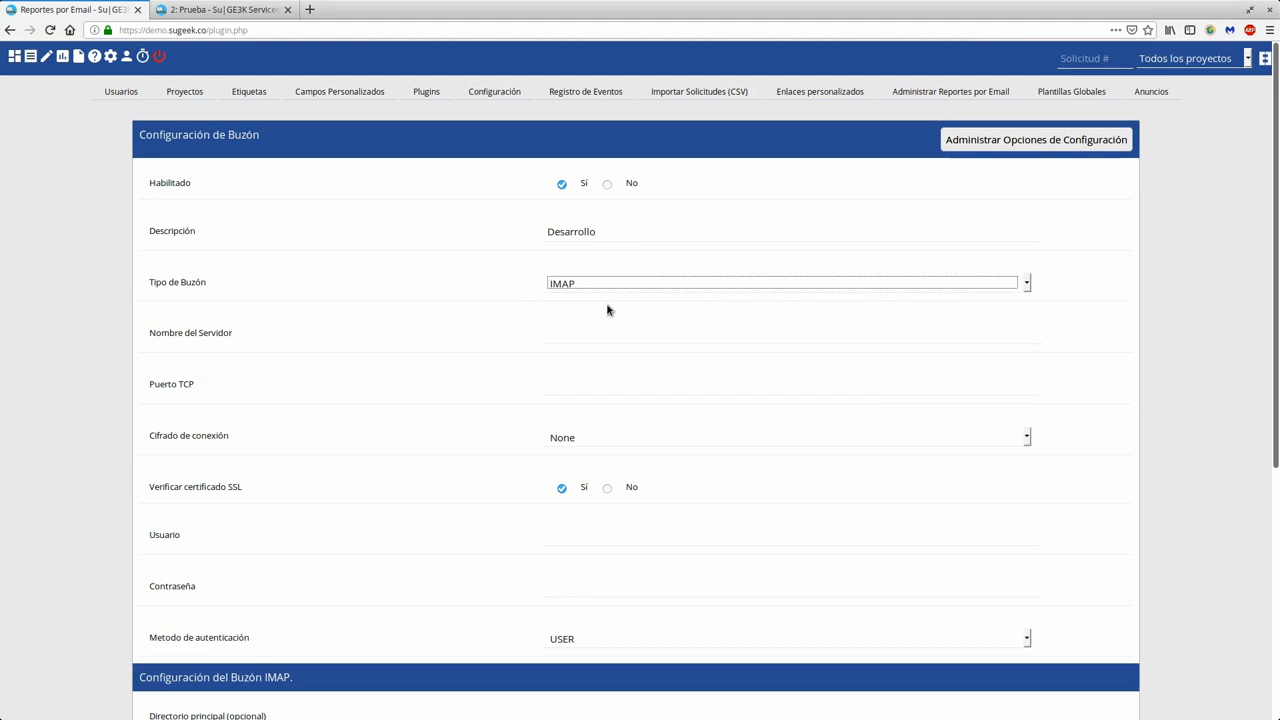 Reportes por Email - Su|GE3K
2: Prueba - Su|GE3K Servicede
https://demo.sugeek.co/plugin.php
ABP
Solicitud #
Todos los proyectos
Usuarios
Proyectos
Etiquetas
Campos Personalizados
Plugins
Configuración
Registro de Eventos
Importar Solicitudes (CSV)
Enlaces personalizados
Administrar Reportes por Email
Plantillas Globales
Anuncios
Configuración de Buzón
Administrar Opciones de Configuración
Habilitado
Sí
No
Descripción
Desarrollo
Tipo de Buzón
IMAP
Nombre del Servidor
Puerto TCP
Cifrado de conexión
None
Verificar certificado SSL
Sí
No
Usuario
Contraseña
Metodo de autenticación
USER
Configuración del Buzón IMAP.
Directorio principal (opcional)